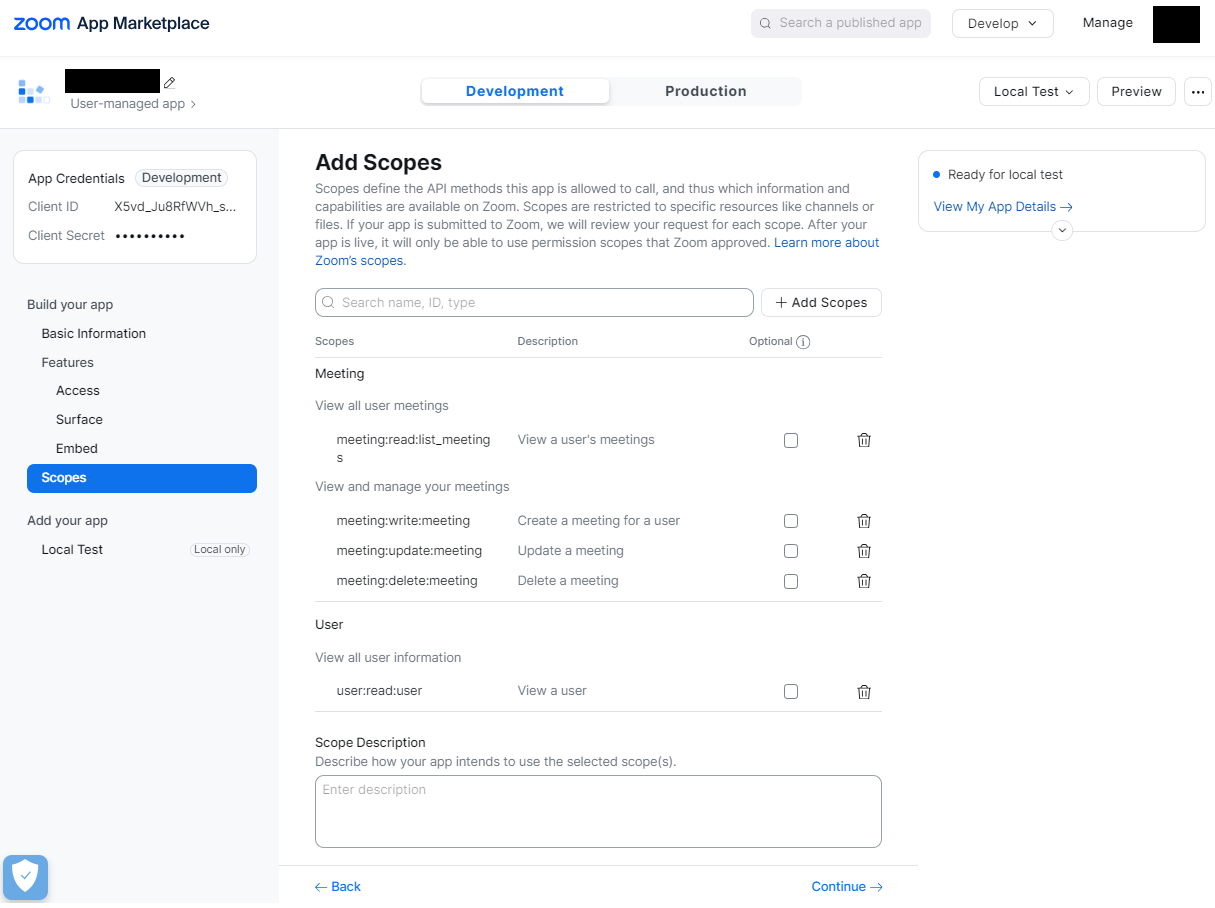 zoom App Marketplace
Search a published app
Develop
Manage
User-managed app
Development
Production
Local Test
Preview
App Credentials
Development
Client ID
X5vd_Ju8RfWVh_s...
Client Secret
••••••••••
Build your app
Basic Information
Features
Access
Surface
Embed
Scopes
Add your app
Local Test
Local only
Add Scopes
Scopes define the API methods this app is allowed to call, and thus which information and
capabilities are available on Zoom. Scopes are restricted to specific resources like channels or
files. If your app is submitted to Zoom, we will review your request for each scope. After your
app is live, it will only be able to use permission scopes that Zoom approved. Learn more about
Zoom's scopes.
Search name, ID, type
Add Scopes
Scopes
Description
Optional
Meeting
View all user meetings
meeting:read:list_meeting
s
View a user's meetings
View and manage your meetings
meeting:write:meeting
Create a meeting for a user
meeting:update:meeting
Update a meeting
meeting:delete:meeting
Delete a meeting
User
View all user information
user:read:user
View a user
Scope Description
Describe how your app intends to use the selected scope(s).
Enter description
← Back
Continue →
Ready for local test
View My App Details →